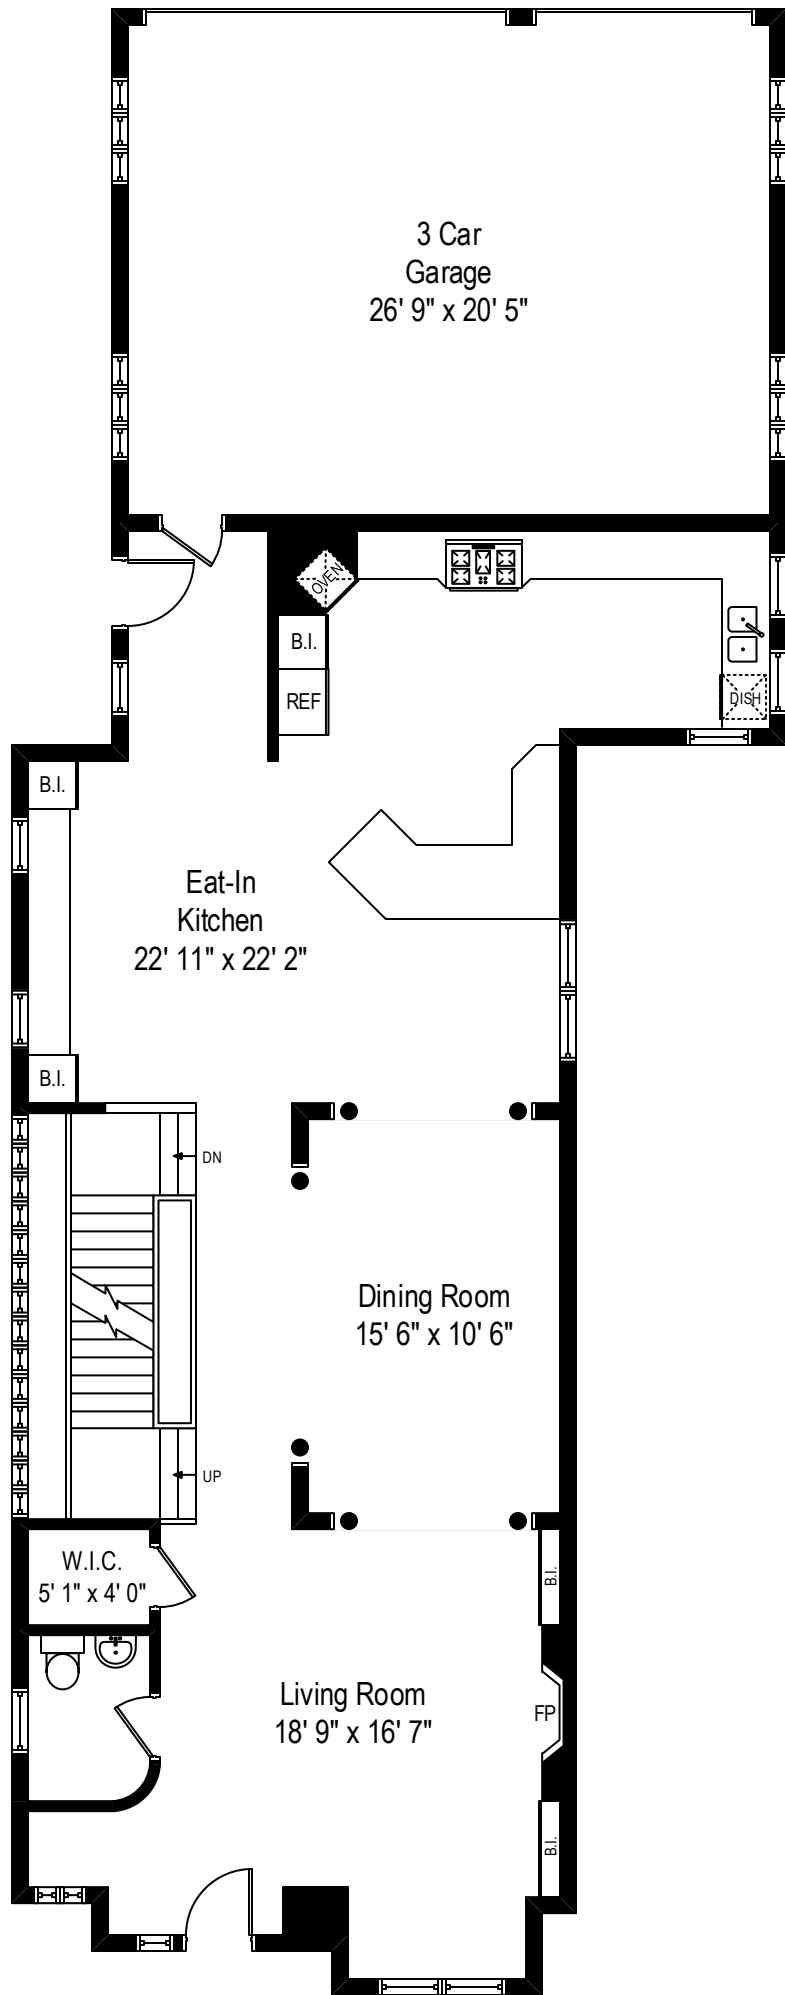 3 Car
Garage
26' 9" x 20' 5"
OVEN
B.I.
REF
DISH
B.I.
Eat-In
Kitchen
22' 11" x 22' 2"
B.I.
DN
Dining Room
15' 6" x 10' 6"
UP
W.I.C.
5' 1" x 4' 0"
B.I.
Living Room
18' 9" x 16' 7"
FP
B.I.